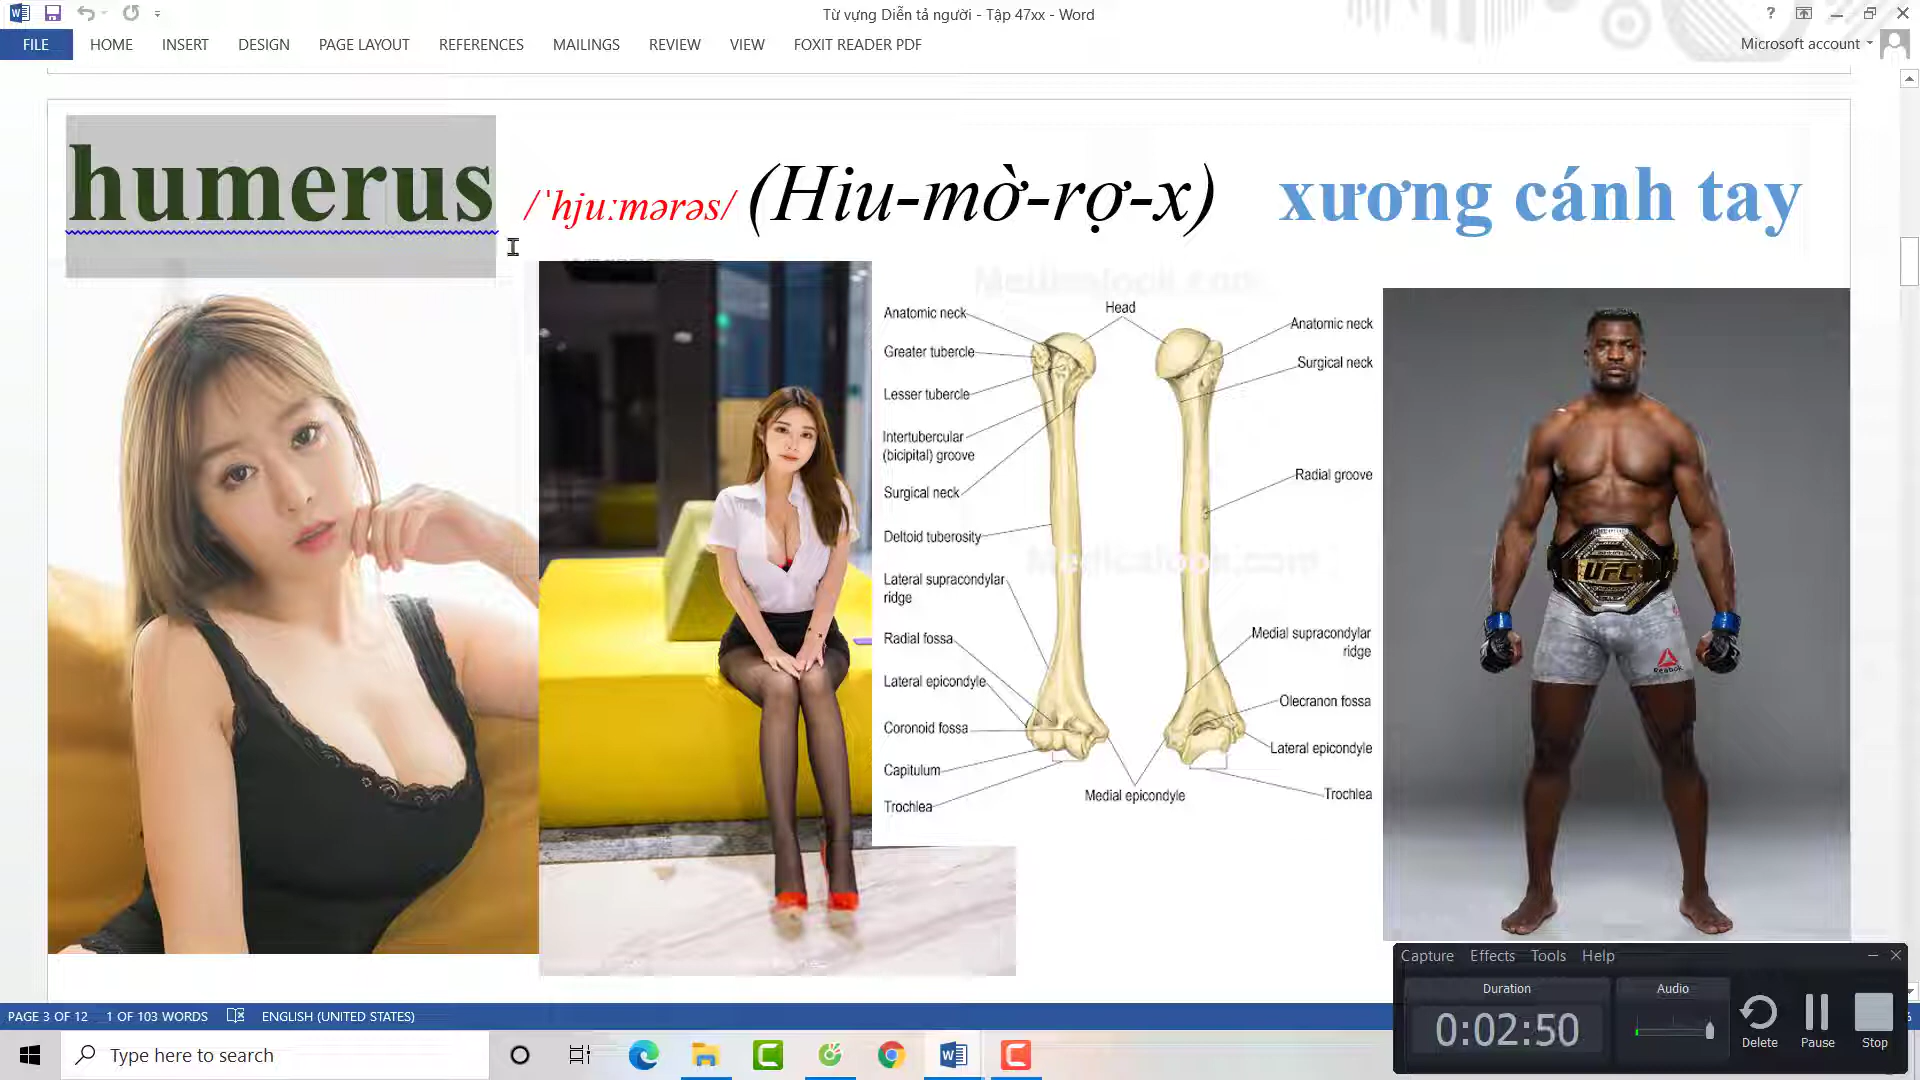 Từ vựng Diễn tả người - Tập 47xx - Word
FILE HOME INSERT DESIGN PAGE LAYOUT REFERENCES MAILINGS REVIEW VIEW FOXIT READER PDF
Microsoft account
humerus /ˈhjuːmərəs/ (Hiu-mờ-rợ-x) xương cánh tay
Head
Anatomic neck
Greater tubercle
Lesser tubercle
Intertubercular
(bicipital) groove
Surgical neck
Deltoid tuberosity
Lateral supracondylar
ridge
Radial fossa
Lateral epicondyle
Coronoid fossa
Capitulum
Trochlea
Medial epicondyle
Anatomic neck
Surgical neck
Radial groove
Medial supracondylar
ridge
Olecranon fossa
Lateral epicondyle
Trochlea
UFC
Reebok
Capture Effects Tools Help
Duration
0:02:50
Audio
Delete Pause Stop
PAGE 3 OF 12 1 OF 103 WORDS ENGLISH (UNITED STATES)
Type here to search